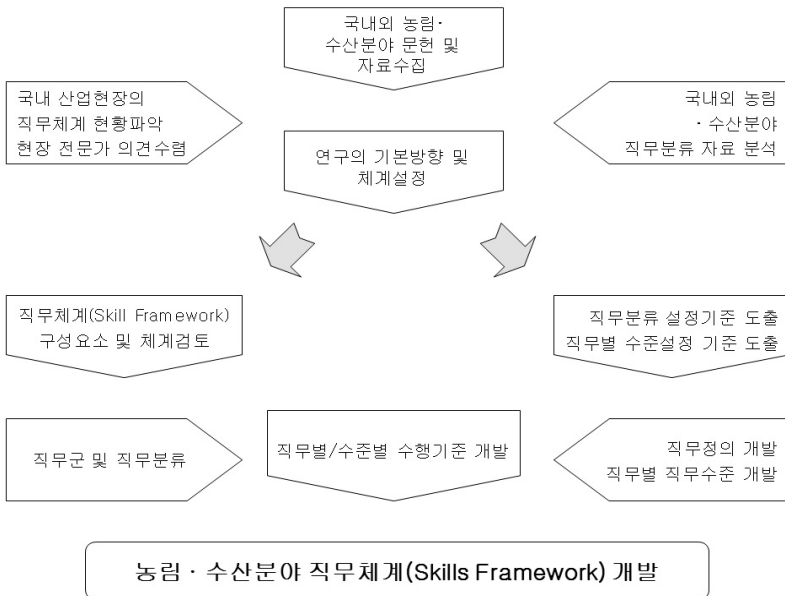 국내외 농림·
수산분야 문헌 및
자료수집
국내 산업현장의
직무체계 현황파악
현장 전문가 의견수렴
국내외 농림
· 수산분야
직무분류 자료 분석
연구의 기본방향 및
체계설정
직무체계(Skill Framework)
구성요소 및 체계검토
직무분류 설정기준 도출
직무별 수준설정 기준 도출
직무군 및 직무분류
직무별/수준별 수행기준 개발
직무정의 개발
직무별 직무수준 개발
농림 · 수산분야 직무체계(Skills Framework) 개발